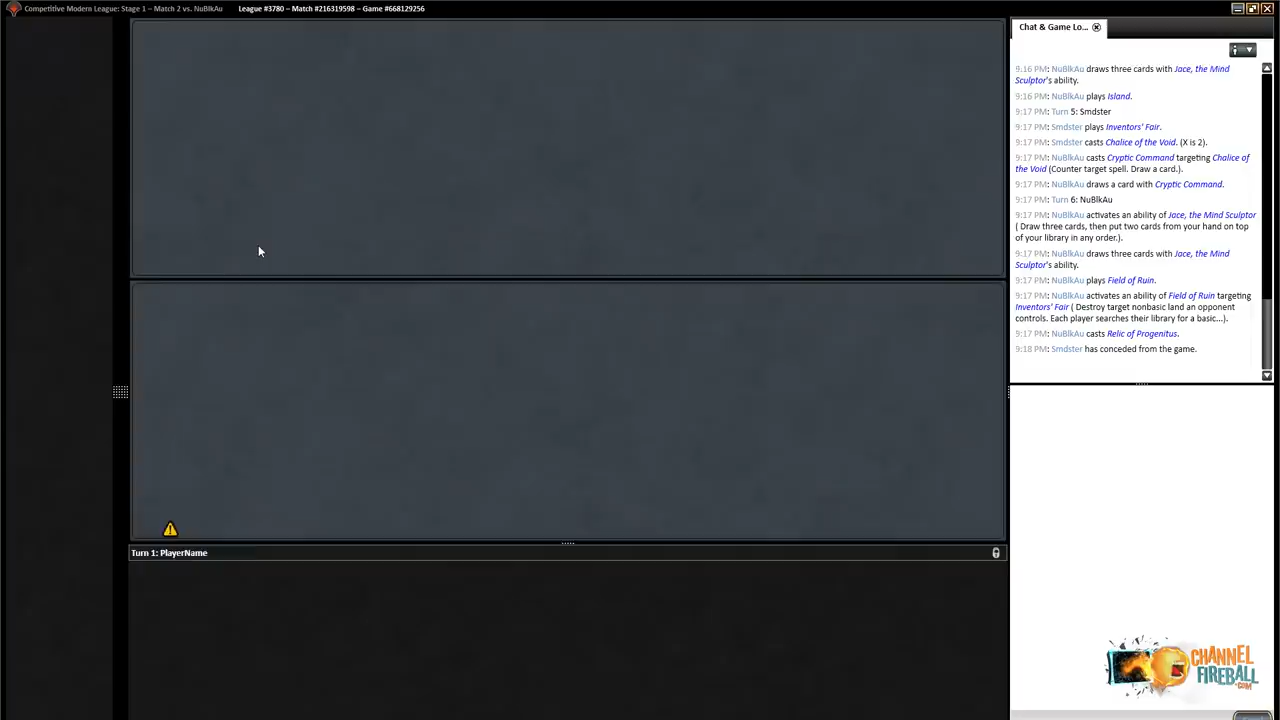 Competitive Modern League: Stage 1 – Match 2 vs. NuBlkAu League #3780 – Match #216319598 – Game #668129256
Chat & Game Lo...
9:16 PM: NuBlkAu draws three cards with Jace, the Mind
Sculptor's ability.
9:16 PM: NuBlkAu plays Island.
9:17 PM: Turn 5: Smdster
9:17 PM: Smdster plays Inventors' Fair.
9:17 PM: Smdster casts Chalice of the Void. (X is 2).
9:17 PM: NuBlkAu casts Cryptic Command targeting Chalice of
the Void (Counter target spell. Draw a card.).
9:17 PM: NuBlkAu draws a card with Cryptic Command.
9:17 PM: Turn 6: NuBlkAu
9:17 PM: NuBlkAu activates an ability of Jace, the Mind Sculptor
( Draw three cards, then put two cards from your hand on top
of your library in any order.).
9:17 PM: NuBlkAu draws three cards with Jace, the Mind
Sculptor's ability.
9:17 PM: NuBlkAu plays Field of Ruin.
9:17 PM: NuBlkAu activates an ability of Field of Ruin targeting
Inventors' Fair ( Destroy target nonbasic land an opponent
controls. Each player searches their library for a basic...).
9:17 PM: NuBlkAu casts Relic of Progenitus.
9:18 PM: Smdster has conceded from the game.
Turn 1: PlayerName
CHANNEL
FIREBALL
.COM